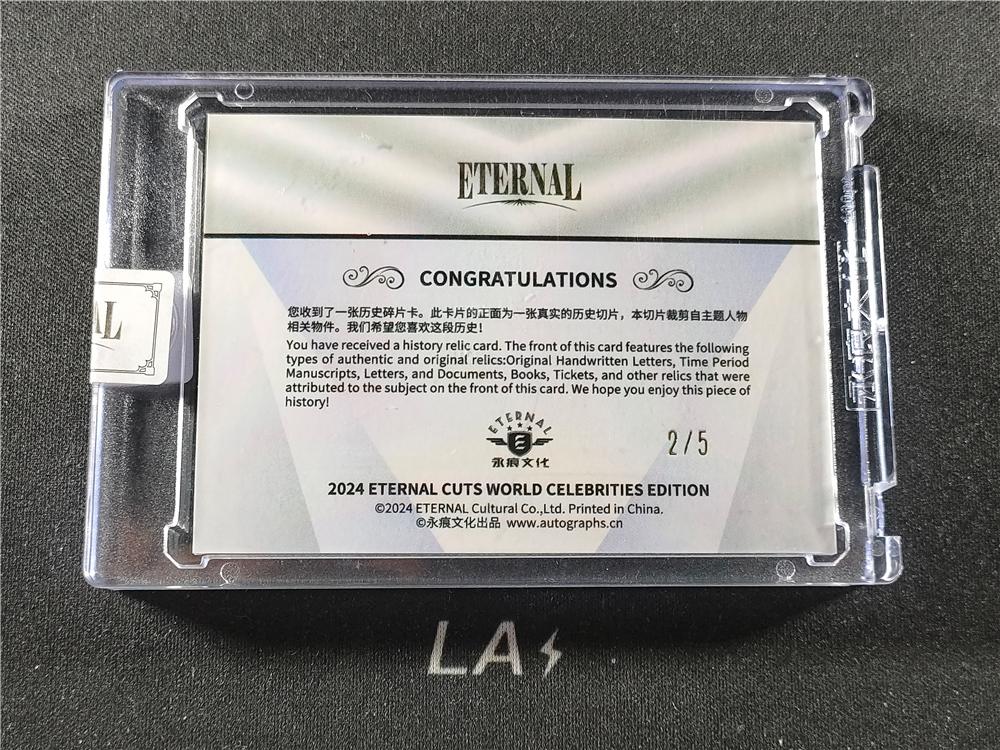 ETERNAL
CONGRATULATIONS
您收到了一张历史碎片卡。此卡片的正面为一张真实的历史切片，本切片裁剪自主题人物
相关物件。我们希望您喜欢这段历史！
You have received a history relic card. The front of this card features the following
types of authentic and original relics:Original Handwritten Letters, Time Period
Manuscripts, Letters, and Documents, Books, Tickets, and other relics that were
attributed to the subject on the front of this card. We hope you enjoy this piece of
history!
AL
ETERNAL
永痕文化
2/5
2024 ETERNAL CUTS WORLD CELEBRITIES EDITION
©2024 ETERNAL Cultural Co.,Ltd. Printed in China.
©永痕文化出品 www.autographs.cn
LA